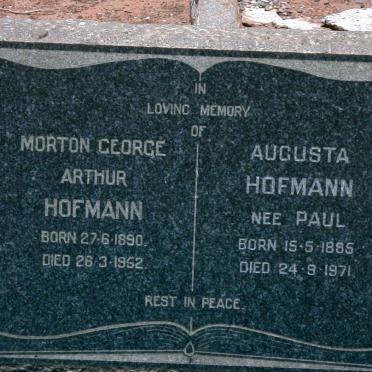 IN
LOVING MEMORY
OF
MORTON GEORGE
ARTHUR
HOFMANN
BORN 27·6·1890.
DIED 26·3·1952.
AUGUSTA
HOFMANN
NEE PAUL
BORN 15·5·1885
DIED 24·9·1971.
REST IN PEACE.